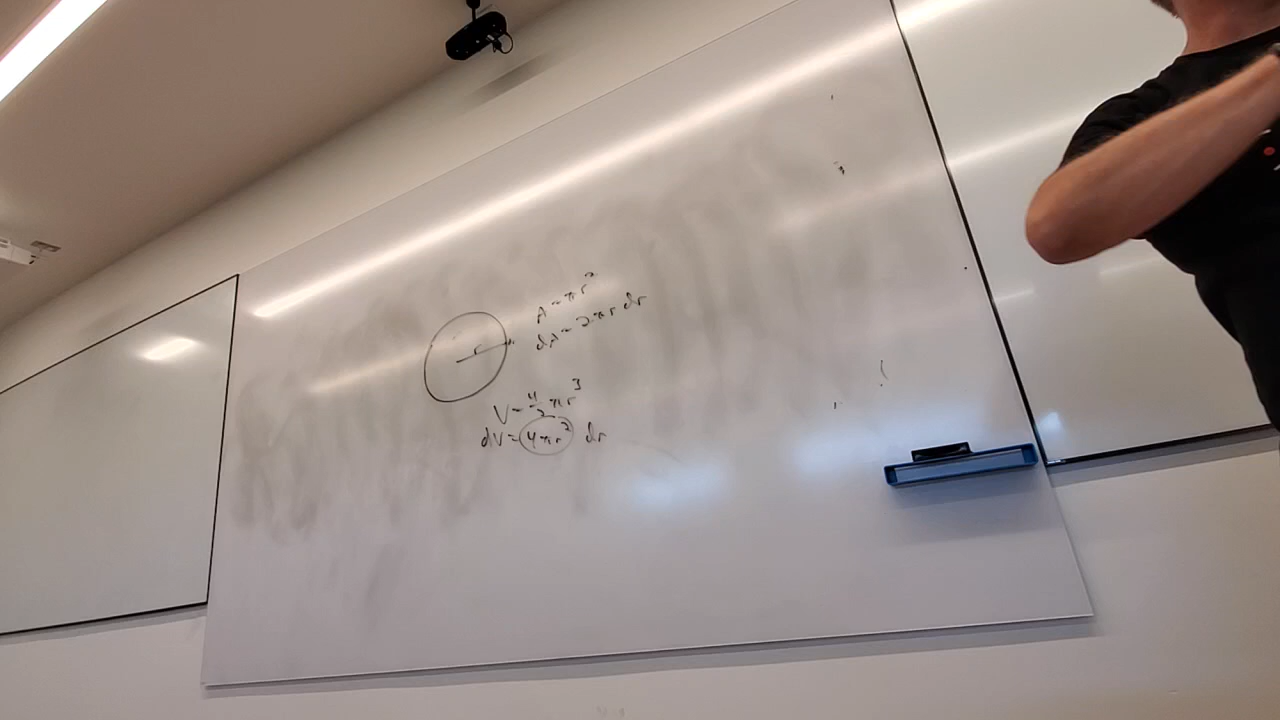 A = πr²
dA = 2πr dr
r
V = 4/3 πr³
dV = 4πr² dr